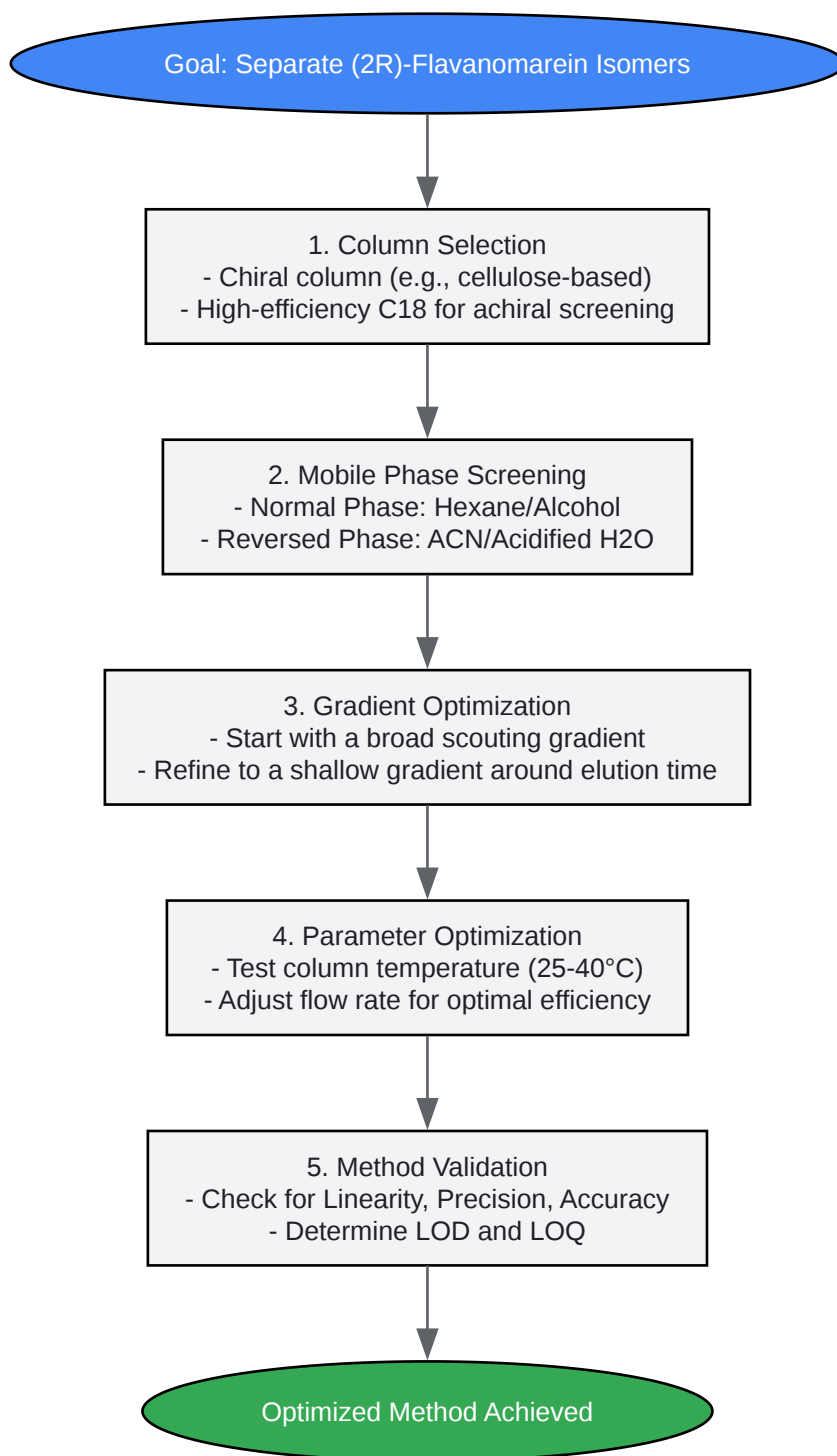 Goal: Separate (2R)-Flavanomarein Isomers
1. Column Selection
- Chiral column (e.g., cellulose-based)
- High-efficiency C18 for achiral screening
2. Mobile Phase Screening
- Normal Phase: Hexane/Alcohol
- Reversed Phase: ACN/Acidified H2O
3. Gradient Optimization
- Start with a broad scouting gradient
- Refine to a shallow gradient around elution time
4. Parameter Optimization
- Test column temperature (25-40°C)
- Adjust flow rate for optimal efficiency
5. Method Validation
- Check for Linearity, Precision, Accuracy
- Determine LOD and LOQ
Optimized Method Achieved